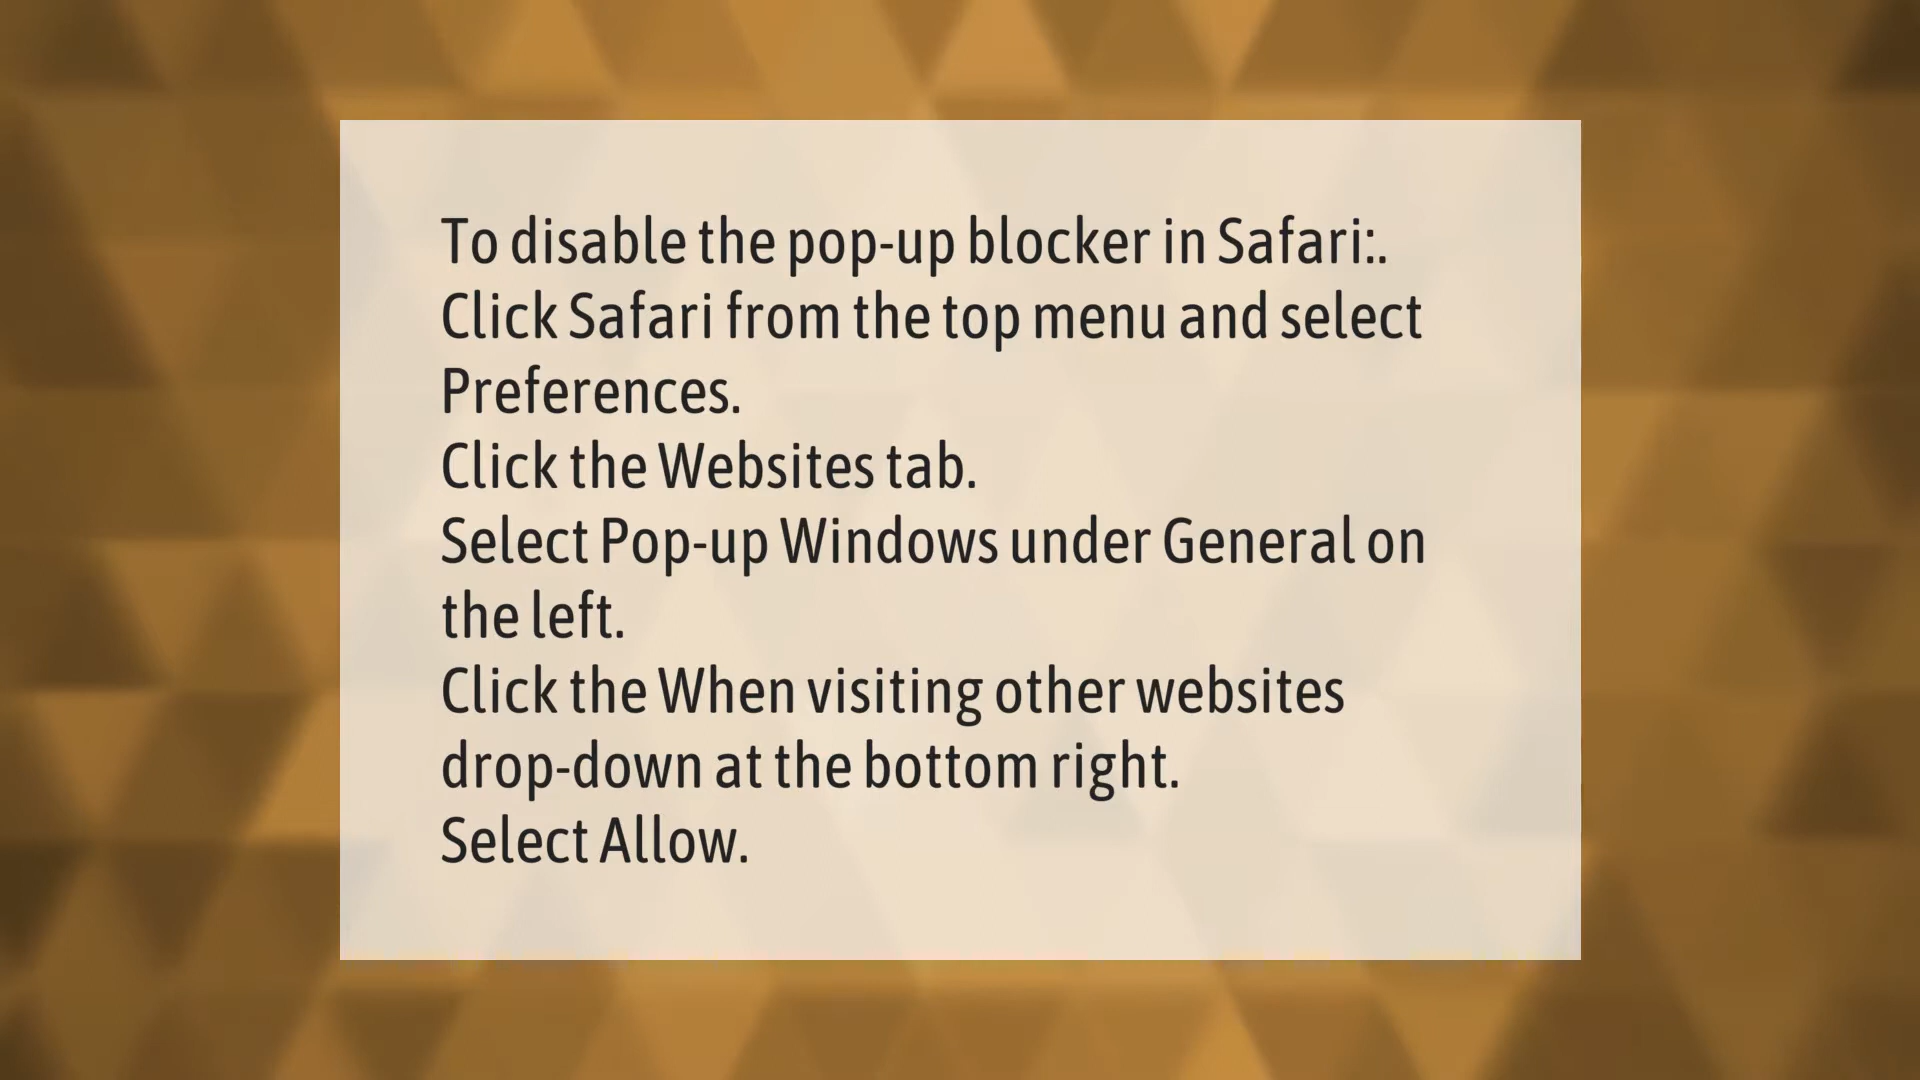 To disable the pop-up blocker in Safari:.
Click Safari from the top menu and select
Preferences.
Click the Websites tab.
Select Pop-up Windows under General on
the left.
Click the When visiting other websites
drop-down at the bottom right.
Select Allow.